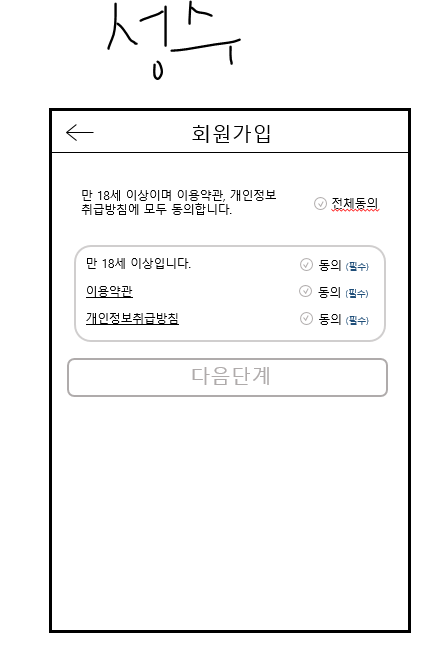 성수
회원가입
만 18세 이상이며 이용약관, 개인정보
취급방침에 모두 동의합니다.
전체동의
만 18세 이상입니다.
동의 (필수)
이용약관
동의 (필수)
개인정보취급방침
동의 (필수)
다음단계